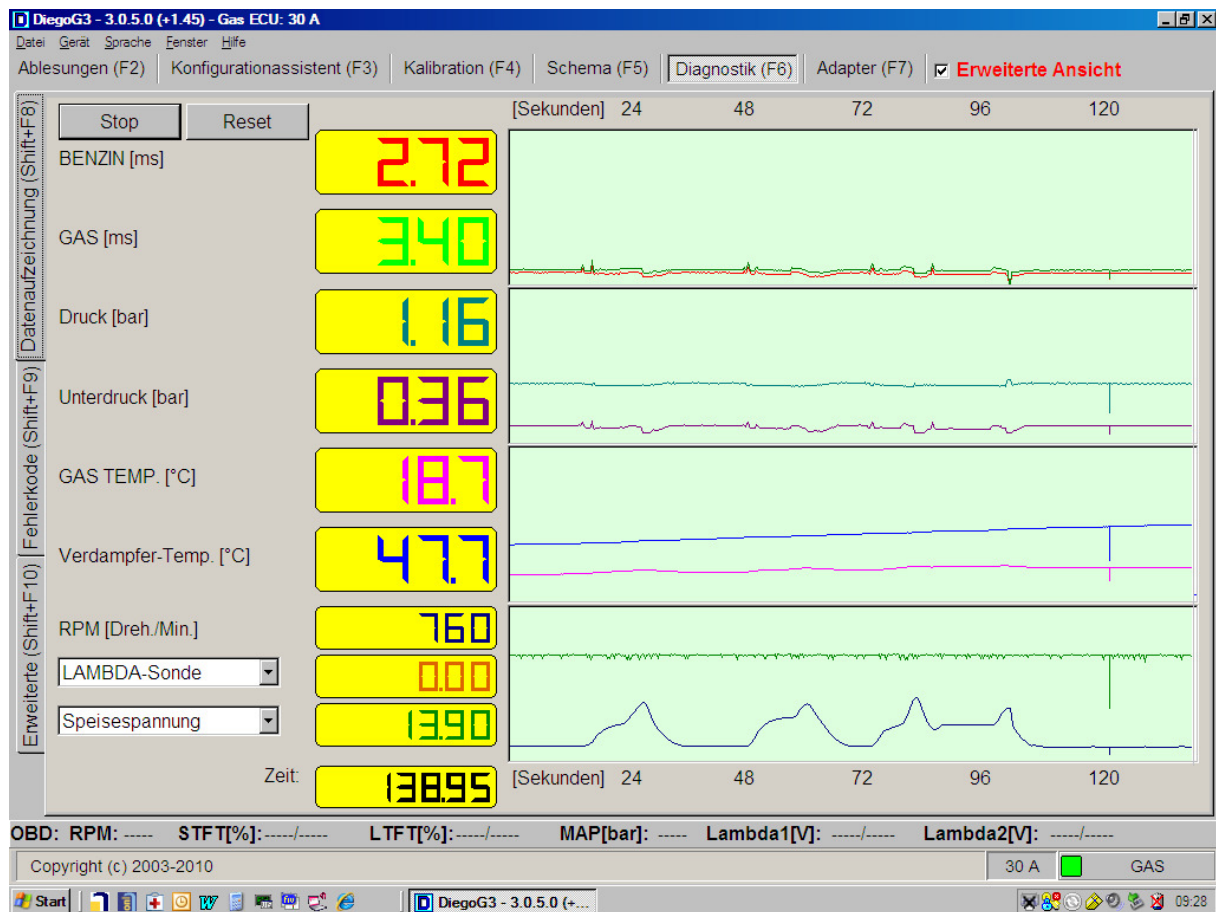 DiegoG3 - 3.0.5.0 (+1.45) - Gas ECU: 30 A
Datei Gerät Sprache Fenster Hilfe
Ablesungen (F2) Konfigurationassistent (F3) Kalibration (F4) Schema (F5) Diagnostik (F6) Adapter (F7) Erweiterte Ansicht
Datenaufzeichnung (Shift+F8)
Fehlerkode (Shift+F9)
Erweiterte (Shift+F10)
Stop Reset
[Sekunden] 24 48 72 96 120
BENZIN [ms] 2.72
GAS [ms] 3.40
Druck [bar] 1.16
Unterdruck [bar] 0.36
GAS TEMP. [°C] 18.7
Verdampfer-Temp. [°C] 47.7
RPM [Dreh./Min.] 760
LAMBDA-Sonde 0.00
Speisespannung 13.90
Zeit: 138.95
[Sekunden] 24 48 72 96 120
OBD: RPM: ----- STFT[%]:-----/----- LTFT[%]:-----/----- MAP[bar]: ----- Lambda1[V]: -----/----- Lambda2[V]: -----/-----
Copyright (c) 2003-2010 30 A GAS
Start DiegoG3 - 3.0.5.0 (+... 09:28